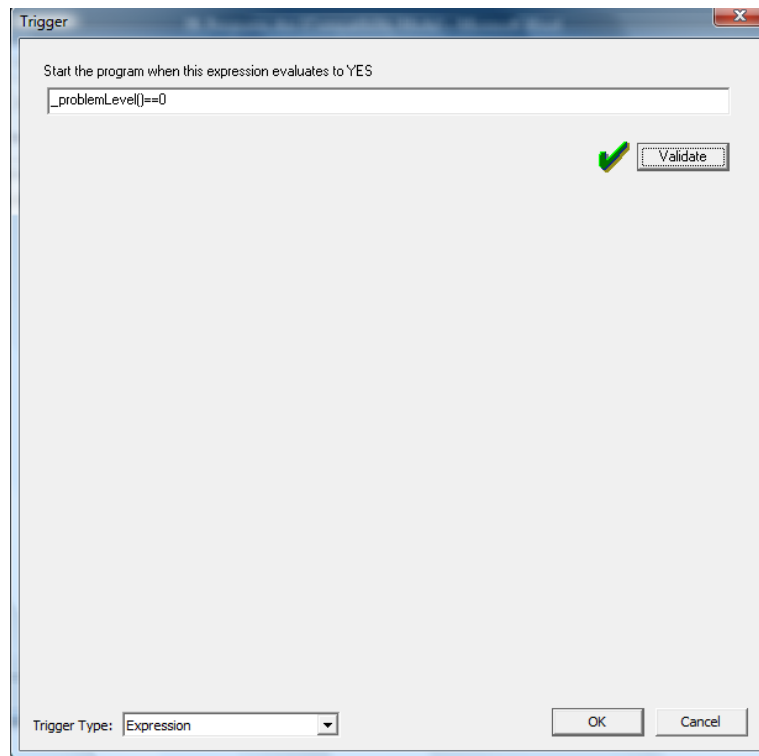 Trigger
Start the program when this expression evaluates to YES
_problemLevel()==0
Validate
Trigger Type: Expression
OK
Cancel